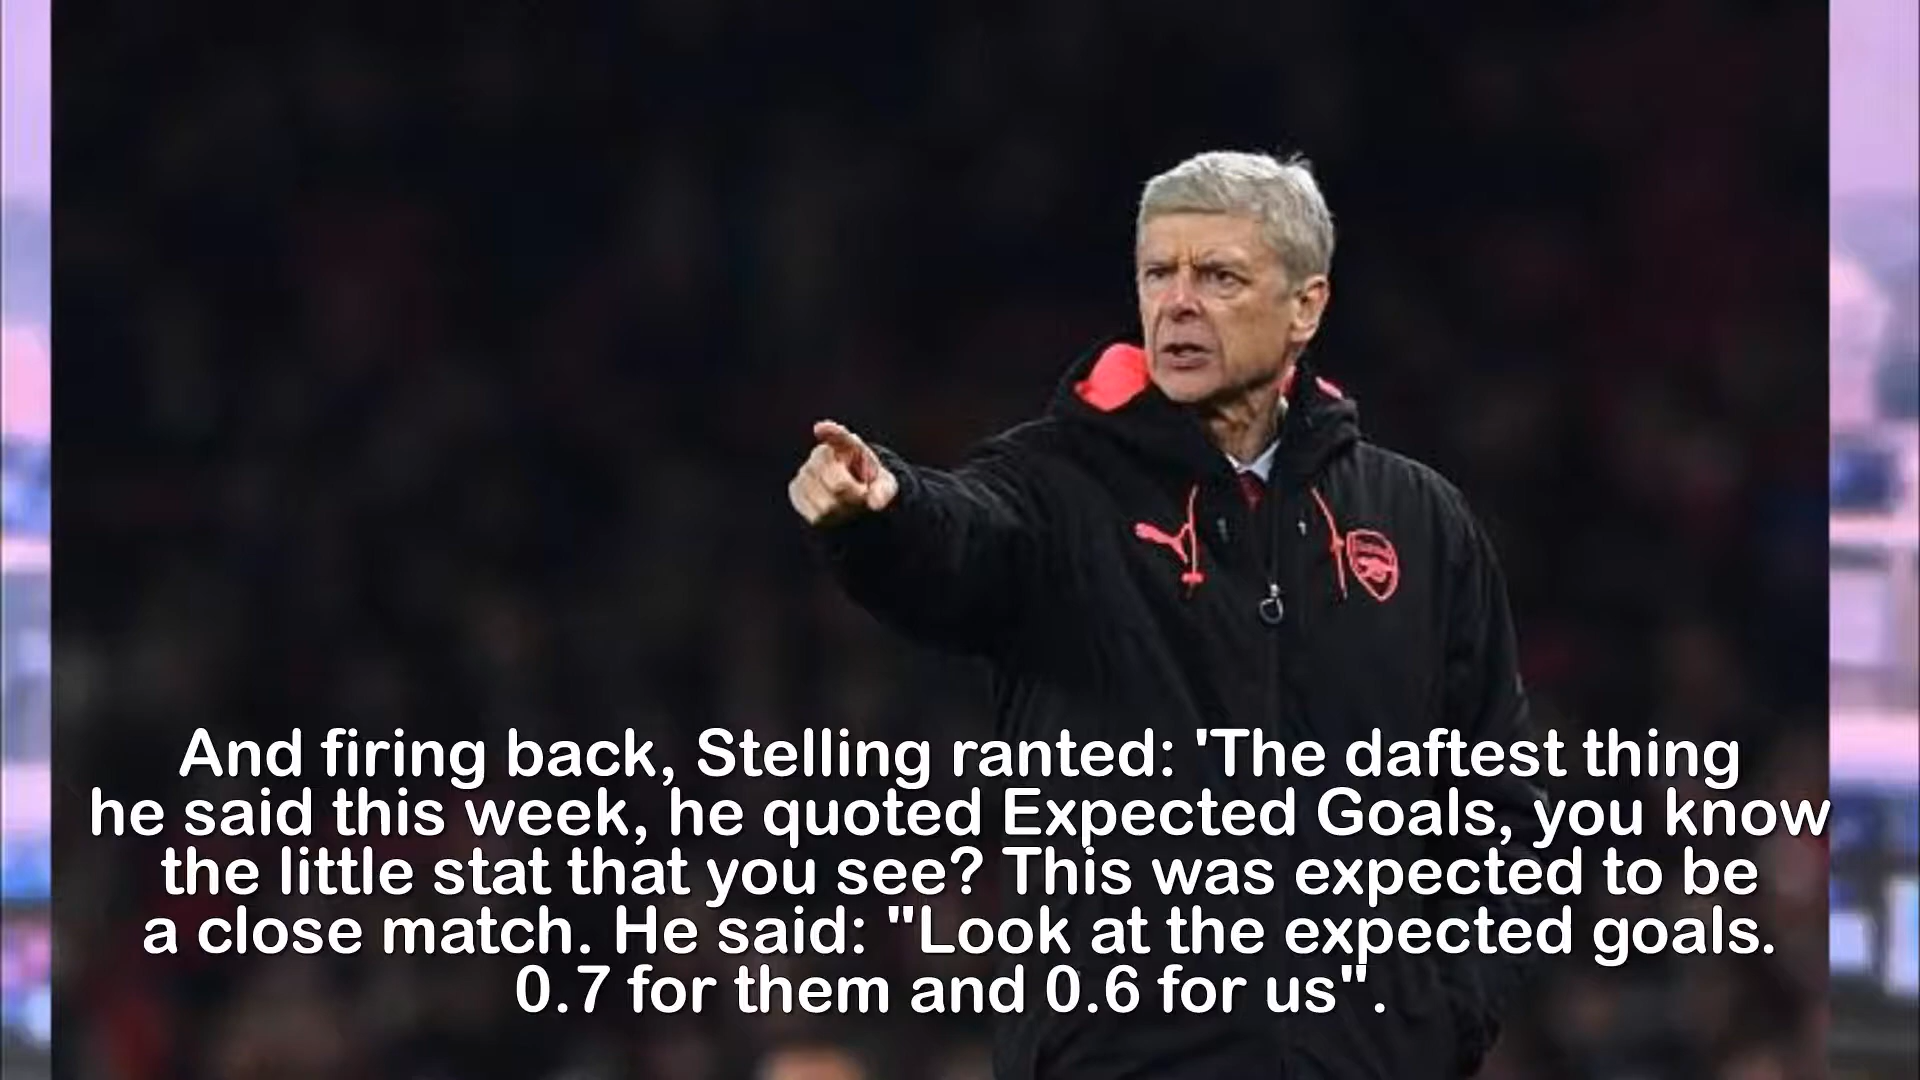 And firing back, Stelling ranted: 'The daftest thing
he said this week, he quoted Expected Goals, you know
the little stat that you see? This was expected to be
a close match. He said: "Look at the expected goals.
0.7 for them and 0.6 for us".